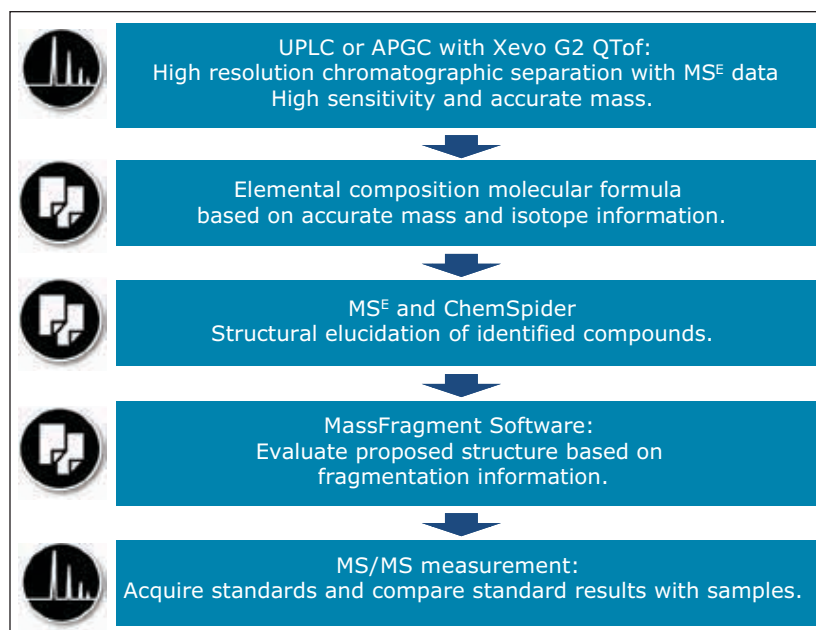 UPLC or APGC with Xevo G2 QTof:
High resolution chromatographic separation with MSᴱ data
High sensitivity and accurate mass.
Elemental composition molecular formula
based on accurate mass and isotope information.
MSᴱ and ChemSpider
Structural elucidation of identified compounds.
MassFragment Software:
Evaluate proposed structure based on
fragmentation information.
MS/MS measurement:
Acquire standards and compare standard results with samples.